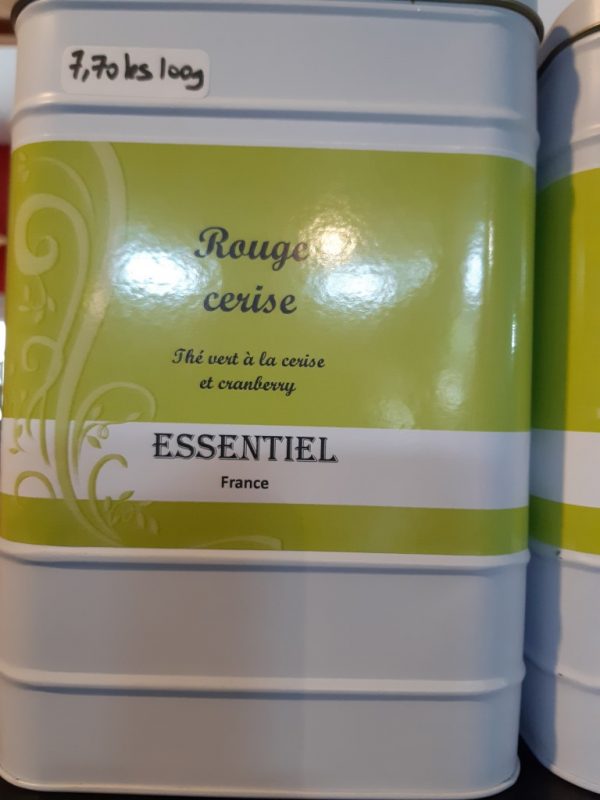 7,70 les 100g
Rouge
cerise
Thé vert à la cerise
et cranberry
ESSENTIEL
France